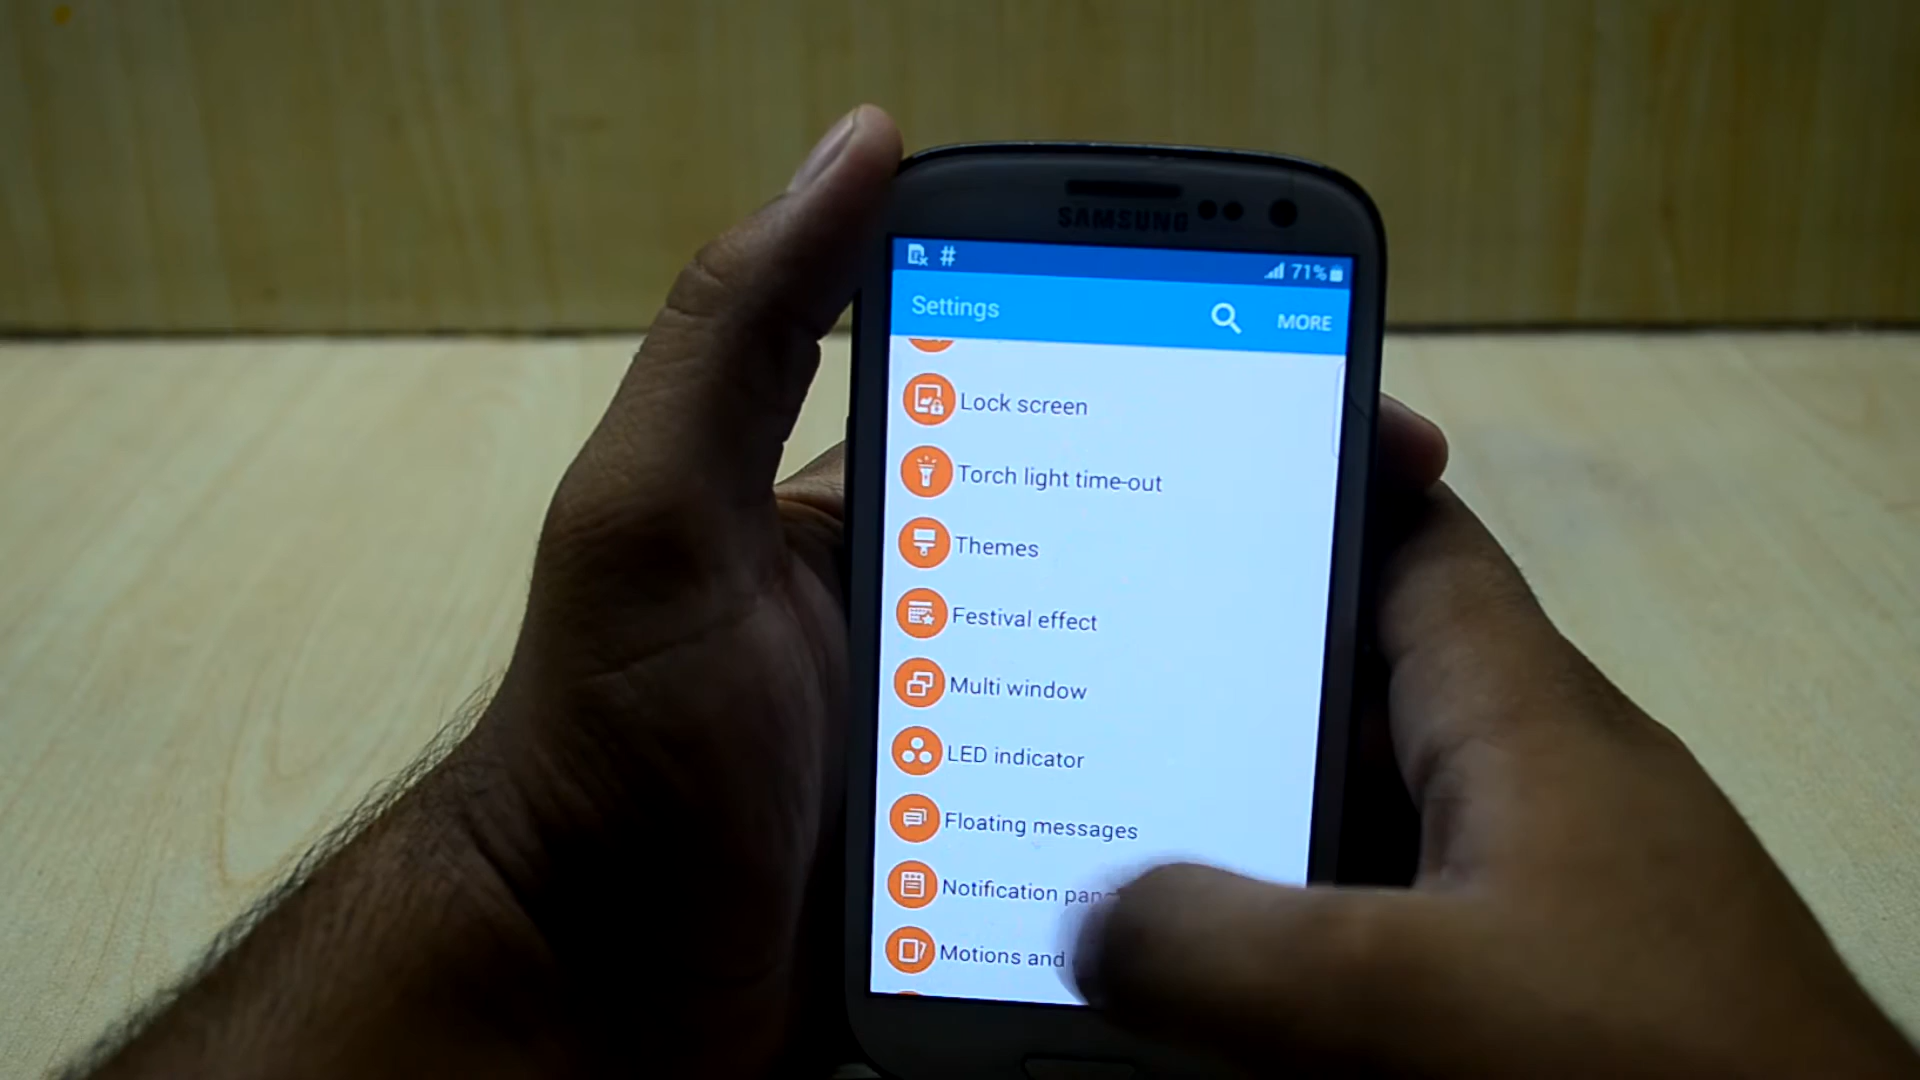 SAMSUNG
# 71%
Settings MORE
Lock screen
Torch light time-out
Themes
Festival effect
Multi window
LED indicator
Floating messages
Notification pan
Motions and